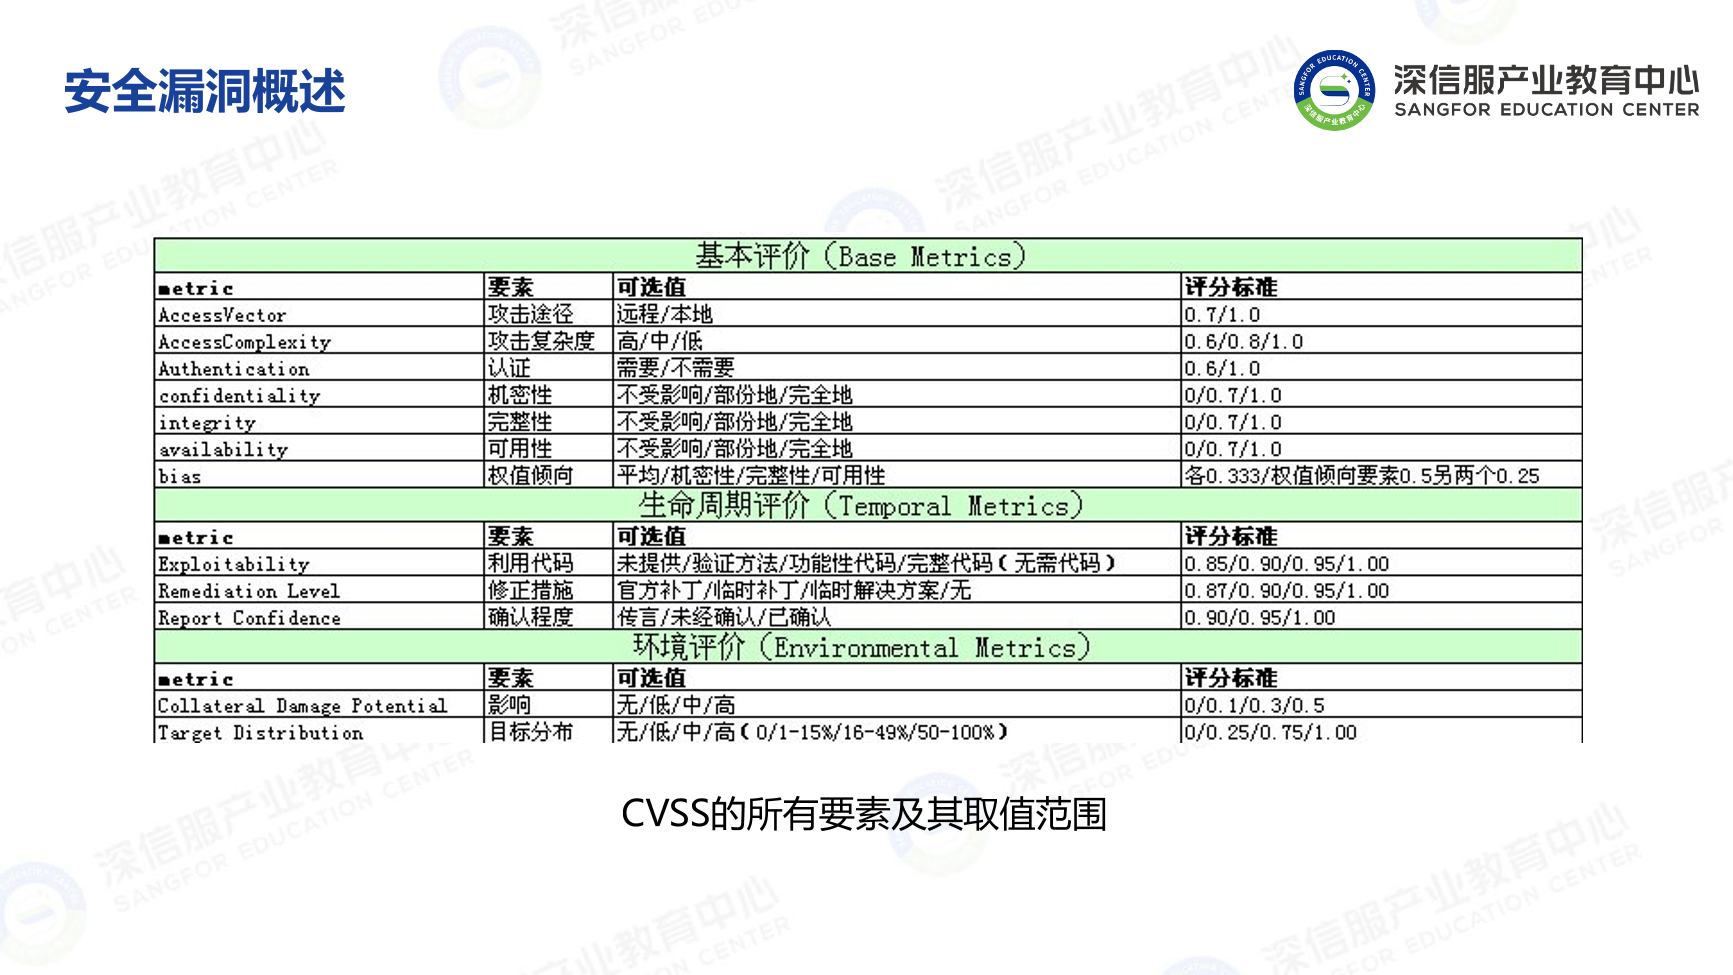 安全漏洞概述
深信服产业教育中心
SANGFOR EDUCATION CENTER
基本评价（Base Metrics）
metric 要素 可选值 评分标准
AccessVector 攻击途径 远程/本地 0.7/1.0
AccessComplexity 攻击复杂度 高/中/低 0.6/0.8/1.0
Authentication 认证 需要/不需要 0.6/1.0
confidentiality 机密性 不受影响/部份地/完全地 0/0.7/1.0
integrity 完整性 不受影响/部份地/完全地 0/0.7/1.0
availability 可用性 不受影响/部份地/完全地 0/0.7/1.0
bias 权值倾向 平均/机密性/完整性/可用性 各0.333/权值倾向要素0.5另两个0.25
生命周期评价（Temporal Metrics）
metric 要素 可选值 评分标准
Exploitability 利用代码 未提供/验证方法/功能性代码/完整代码(无需代码) 0.85/0.90/0.95/1.00
Remediation Level 修正措施 官方补丁/临时补丁/临时解决方案/无 0.87/0.90/0.95/1.00
Report Confidence 确认程度 传言/未经确认/已确认 0.90/0.95/1.00
环境评价（Environmental Metrics）
metric 要素 可选值 评分标准
Collateral Damage Potential 影响 无/低/中/高 0/0.1/0.3/0.5
Target Distribution 目标分布 无/低/中/高(0/1-15%/16-49%/50-100%) 0/0.25/0.75/1.00
CVSS的所有要素及其取值范围